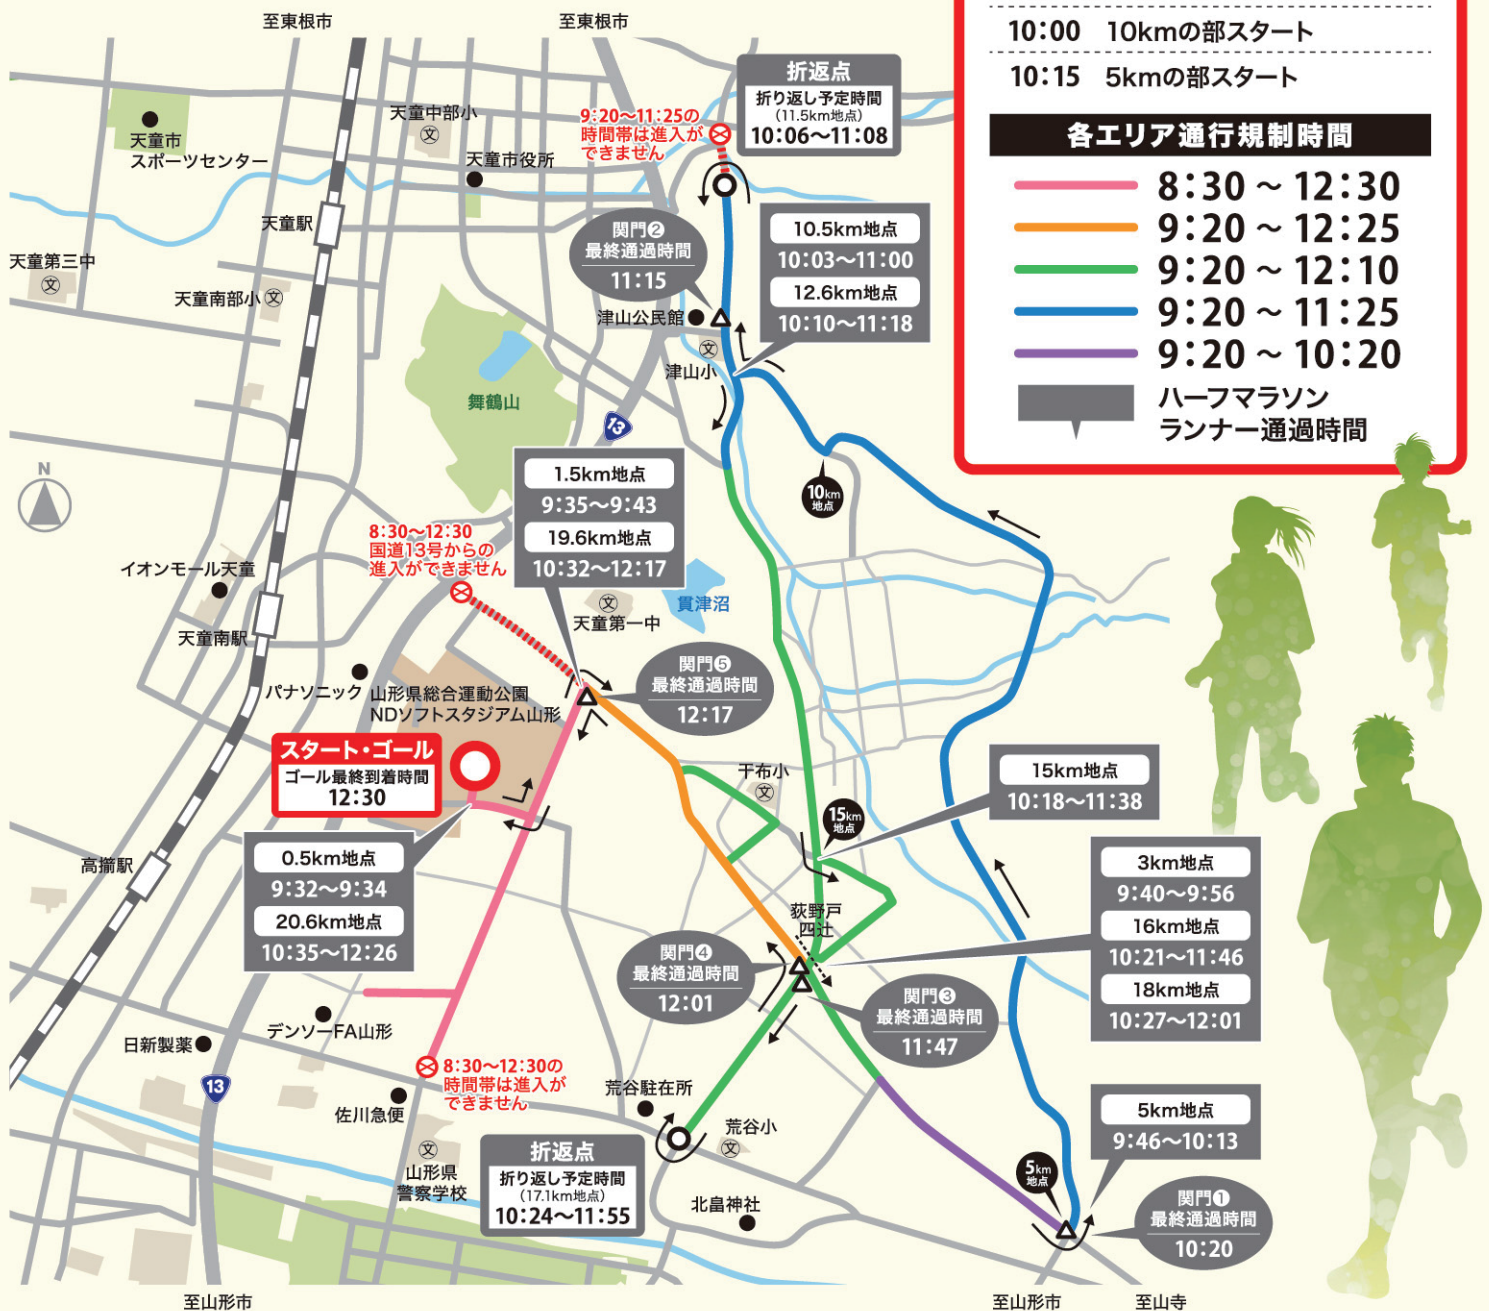 至東根市
至東根市
10:00 10kmの部スタート
10:15 5kmの部スタート
各エリア通行規制時間
8:30 ~ 12:30
9:20 ~ 12:25
9:20 ~ 12:10
9:20 ~ 11:25
9:20 ~ 10:20
ハーフマラソン
ランナー通過時間
折返点
折り返し予定時間
(11.5km地点)
10:06〜11:08
9:20〜11:25の
時間帯は進入が
できません
天童中部小
文
天童市
スポーツセンター
天童市役所
天童駅
天童第三中
文
天童南部小
文
関門❷
最終通過時間
11:15
10.5km地点
10:03〜11:00
12.6km地点
10:10〜11:18
津山公民館
文
津山小
舞鶴山
13
N
1.5km地点
9:35〜9:43
19.6km地点
10:32〜12:17
10km
地点
8:30〜12:30
国道13号からの
進入ができません
イオンモール天童
天童南駅
文
天童第一中
貫津沼
パナソニック
山形県総合運動公園
NDソフトスタジアム山形
関門❺
最終通過時間
12:17
スタート・ゴール
ゴール最終到着時間
12:30
干布小
文
15km
地点
15km地点
10:18〜11:38
高擶駅
0.5km地点
9:32〜9:34
20.6km地点
10:35〜12:26
3km地点
9:40〜9:56
16km地点
10:21〜11:46
18km地点
10:27〜12:01
荻野戸
四辻
関門❹
最終通過時間
12:01
関門❸
最終通過時間
11:47
デンソーFA山形
日新製薬
13
8:30〜12:30の
時間帯は進入が
できません
佐川急便
文
山形県
警察学校
荒谷駐在所
荒谷小
文
折返点
折り返し予定時間
(17.1km地点)
10:24〜11:55
北畠神社
5km
地点
5km地点
9:46〜10:13
関門❶
最終通過時間
10:20
至山形市
至山形市
至山寺